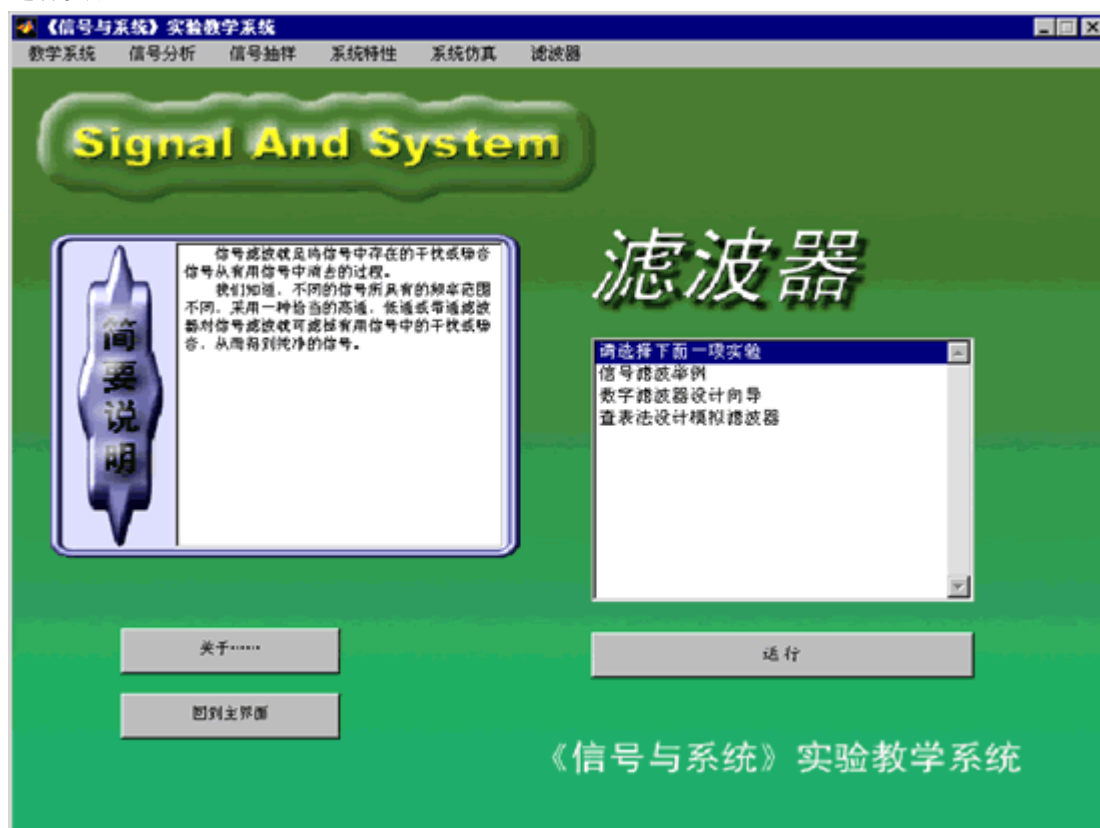 《信号与系统》实验教学系统
教学系统 信号分析 信号抽样 系统特性 系统仿真 滤波器
Signal And System
滤波器
简要说明
信号滤波就是将信号中存在的干扰或噪音
信号从有用信号中消去的过程。
我们知道，不同的信号所具有的频率范围
不同，采用一种恰当的高通、低通或带通滤波
器对信号滤波就可滤掉有用信号中的干扰或噪
音，从而得到纯净的信号。
请选择下面一项实验
信号滤波举例
数字滤波器设计向导
查表法设计模拟滤波器
关于……
运行
回到主界面
《信号与系统》实验教学系统